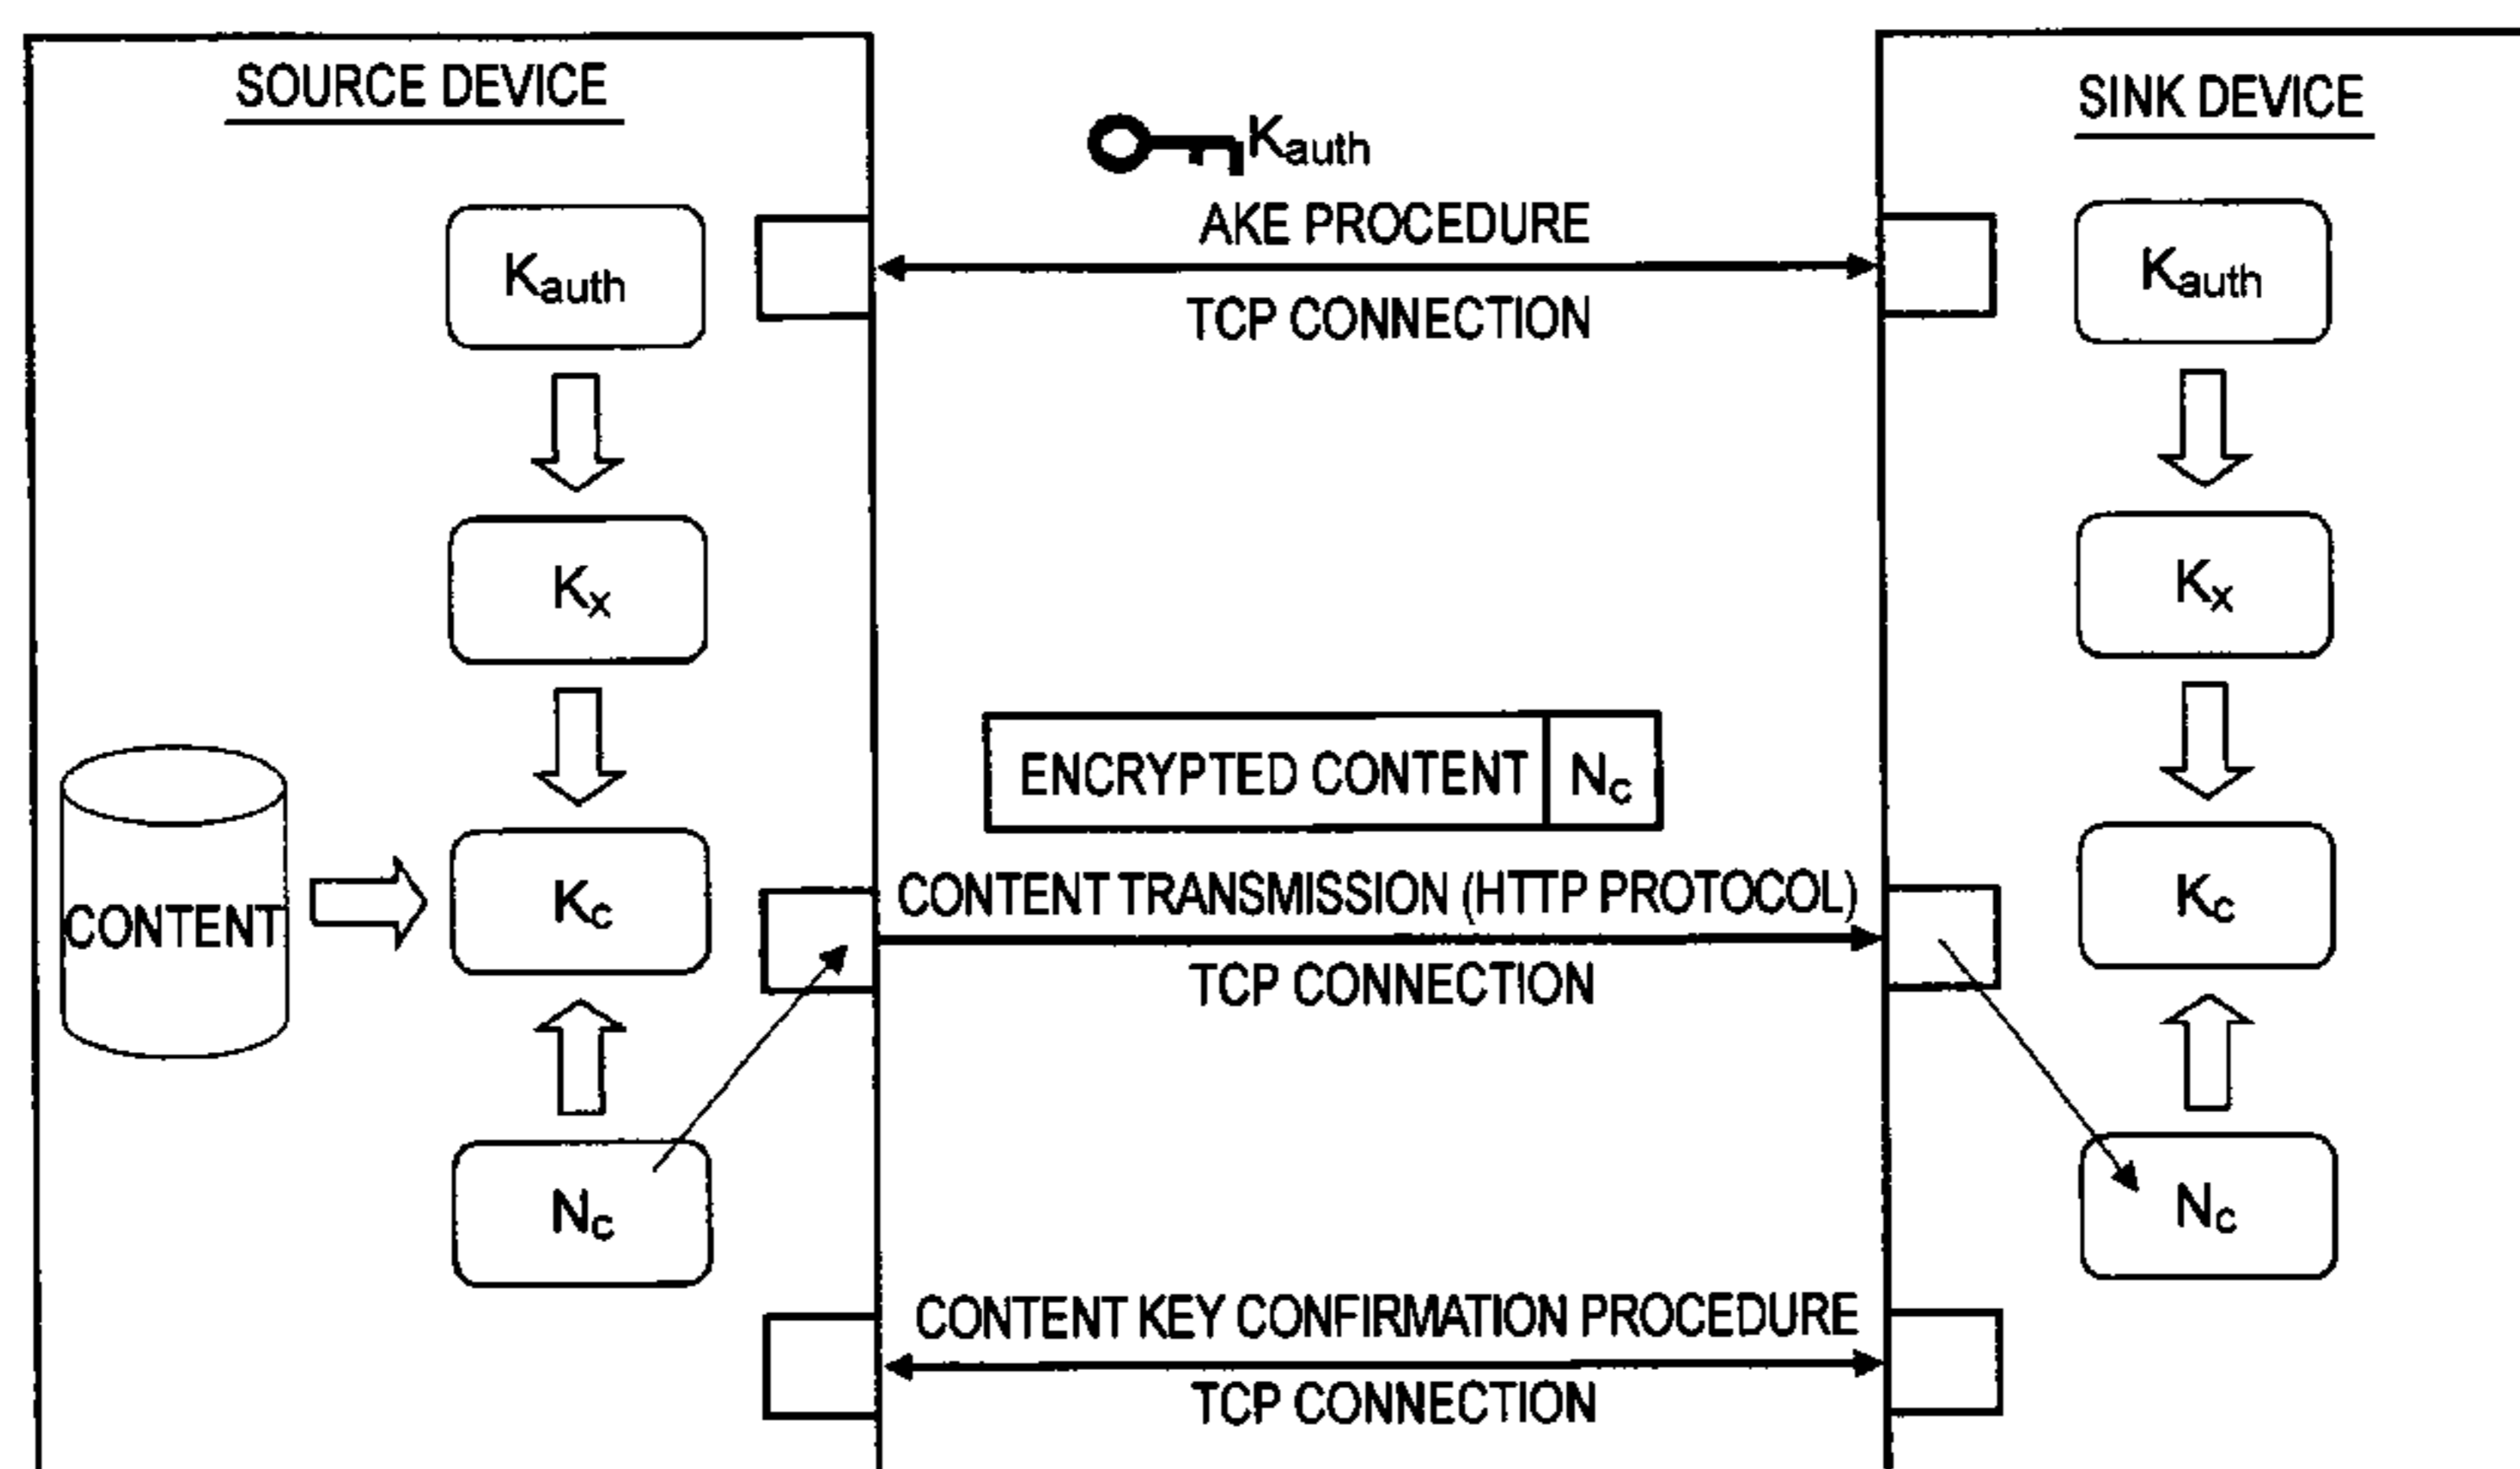 SOURCE DEVICE
SINK DEVICE
Kauth
AKE PROCEDURE
TCP CONNECTION
Kauth
Kauth
Kx
Kx
ENCRYPTED CONTENT Nc
CONTENT
Kc
CONTENT TRANSMISSION (HTTP PROTOCOL)
TCP CONNECTION
Kc
Nc
Nc
CONTENT KEY CONFIRMATION PROCEDURE
TCP CONNECTION